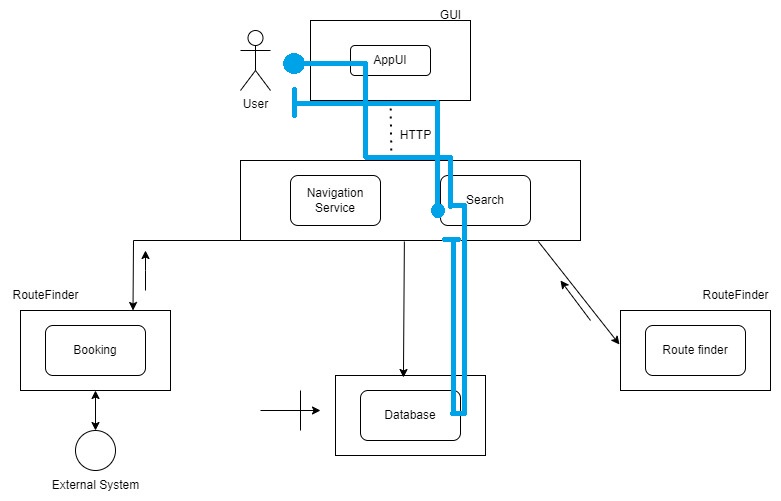 GUI
AppUI
User
HTTP
Navigation
Service
Search
RouteFinder
RouteFinder
Booking
Route finder
Database
External System